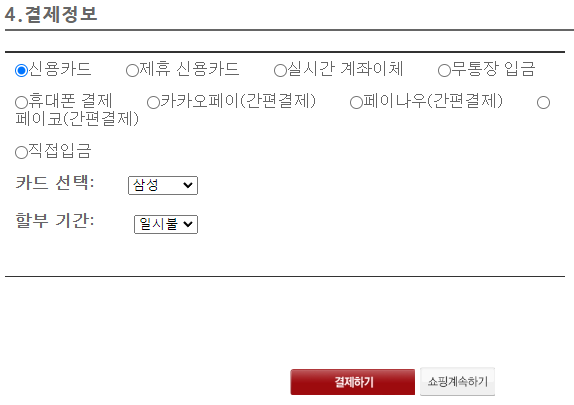 4.결제정보
신용카드 제휴 신용카드 실시간 계좌이체 무통장 입금
휴대폰 결제 카카오페이(간편결제) 페이나우(간편결제)
페이코(간편결제)
직접입금
카드 선택: 삼성
할부 기간: 일시불
결제하기 쇼핑계속하기